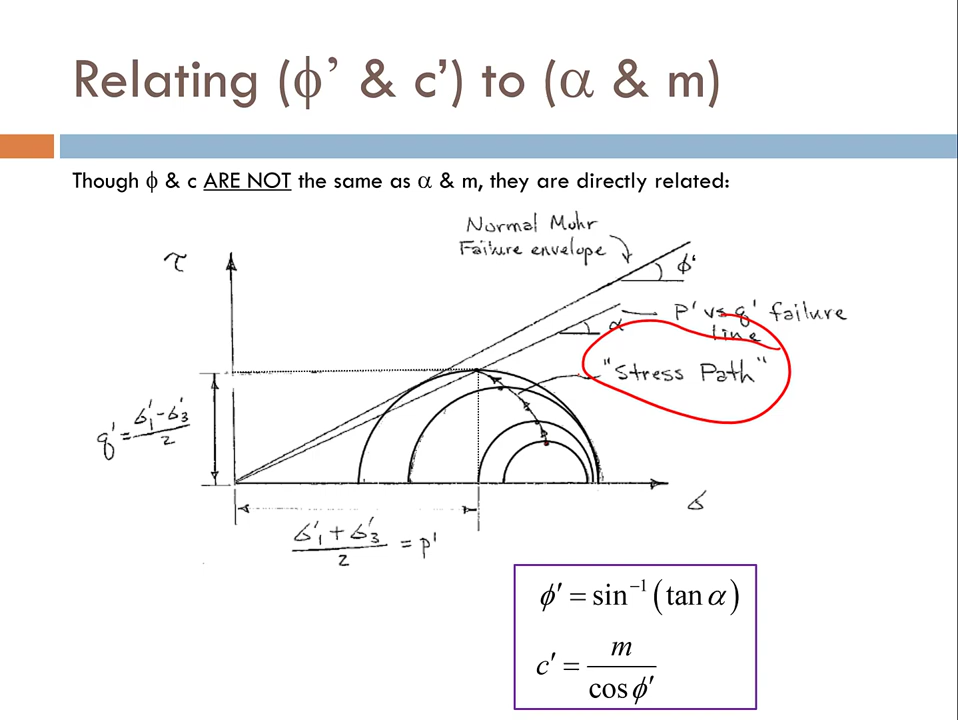 Relating (ϕ’ & c’) to (α & m)
Though ϕ & c ARE NOT the same as α & m, they are directly related:
Normal Mohr
Failure envelope
τ
ϕ'
α
P' vs q' failure
line
"Stress Path"
q' = σ'₁ - σ'₃ / 2
σ
σ'₁ + σ'₃ / 2 = p'
ϕ′ = sin⁻¹ (tan α)
c′ = m / cos ϕ′